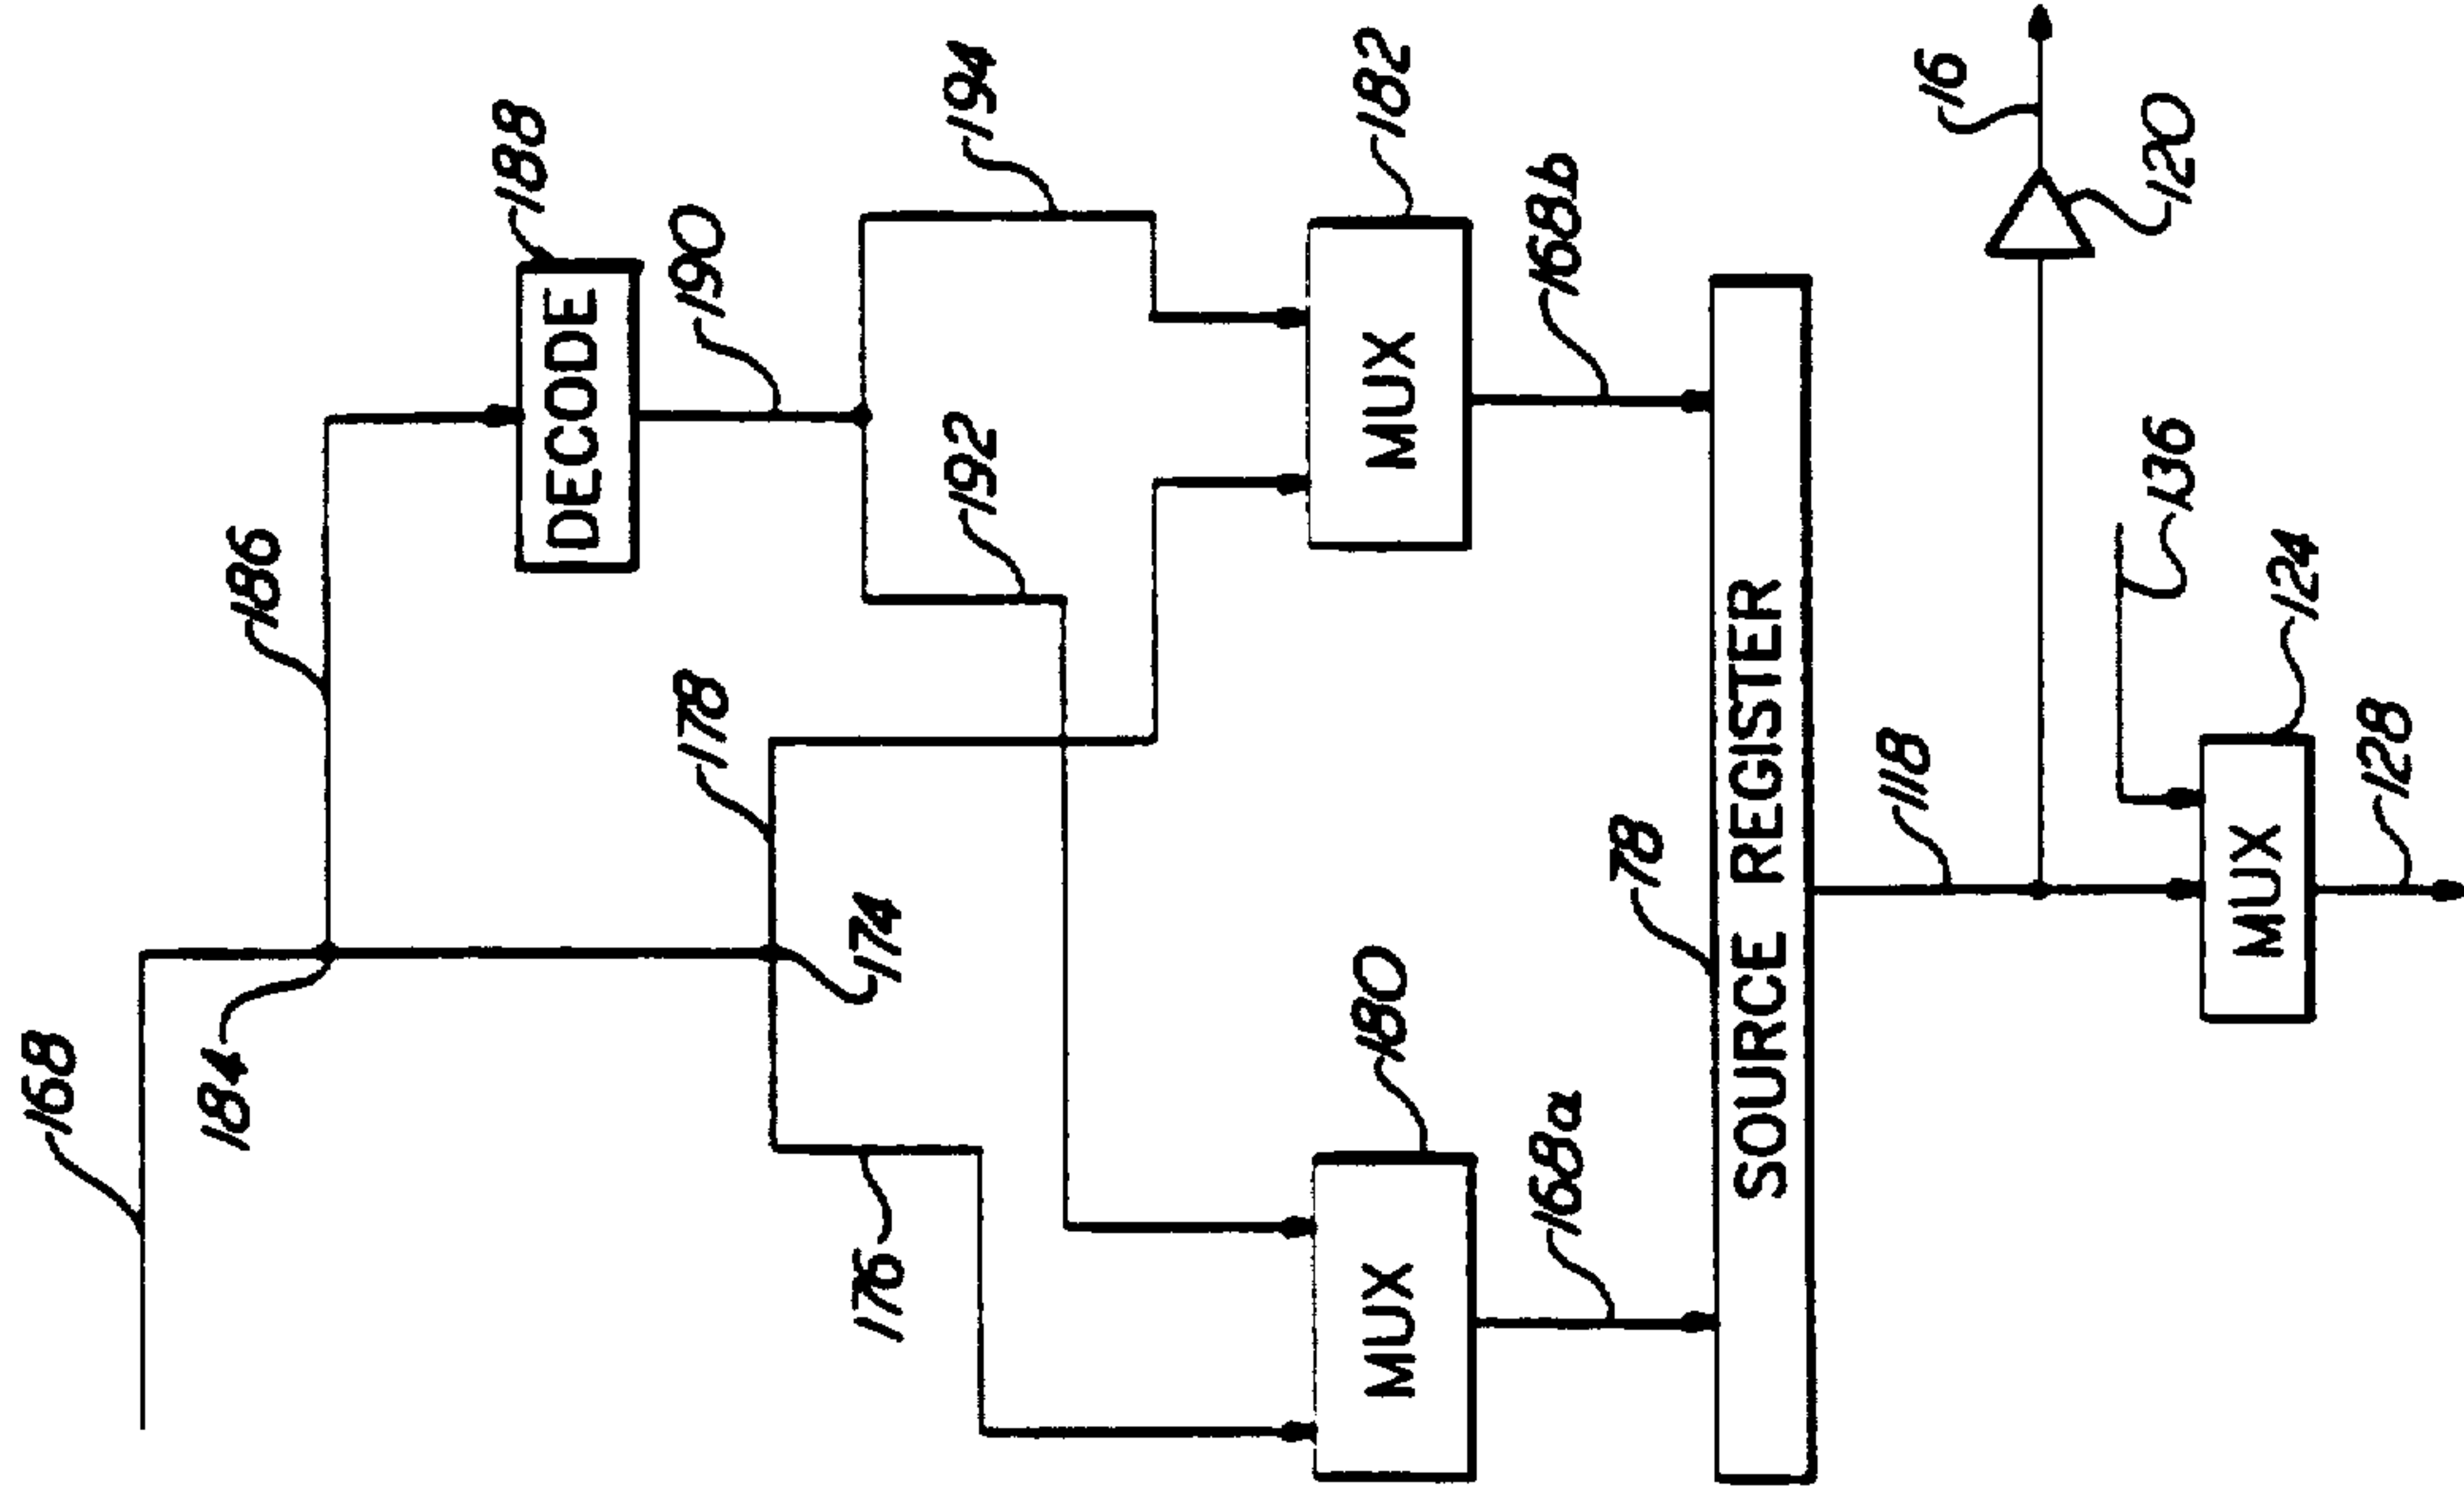 168
184
186
188
DECODE
190
178
174
176
192
194
180
MUX
182
MUX
168a
168b
78
SOURCE REGISTER
118
16
120
136
124
MUX
128